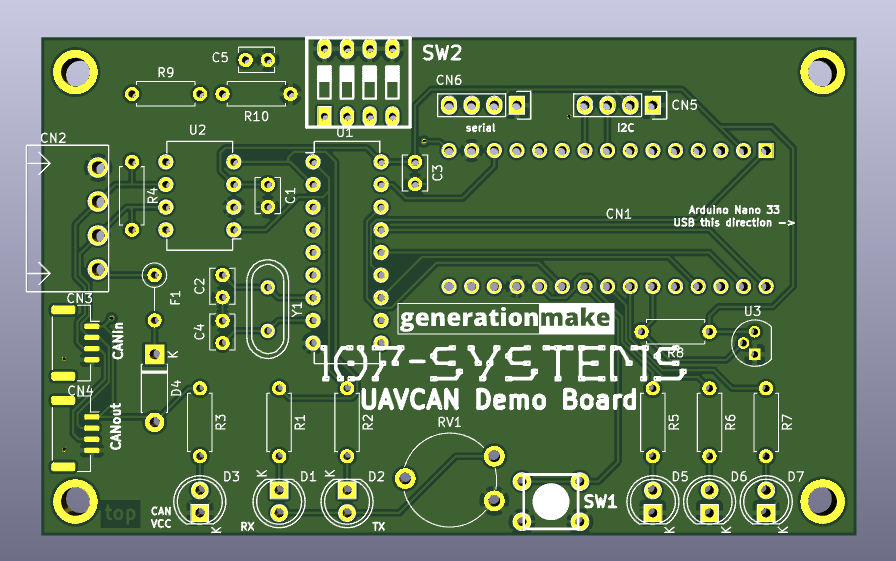 SW2
C5
R9
R10
CN6
serial
I2C
CN5
CN2
U2
U1
R4
C1
C3
Arduino Nano 33
USB this direction ->
CN1
C2
F1
Y1
C4
CN3
CANin
K
D4
generationmake
U3
R8
107-SYSTEMS
UAVCAN Demo Board
CN4
CANout
R3
R1
R2
RV1
R5
R6
R7
D3
K
D1
K
D2
SW1
D5
D6
D7
top
CAN
VCC
K
RX
TX
K
K
K